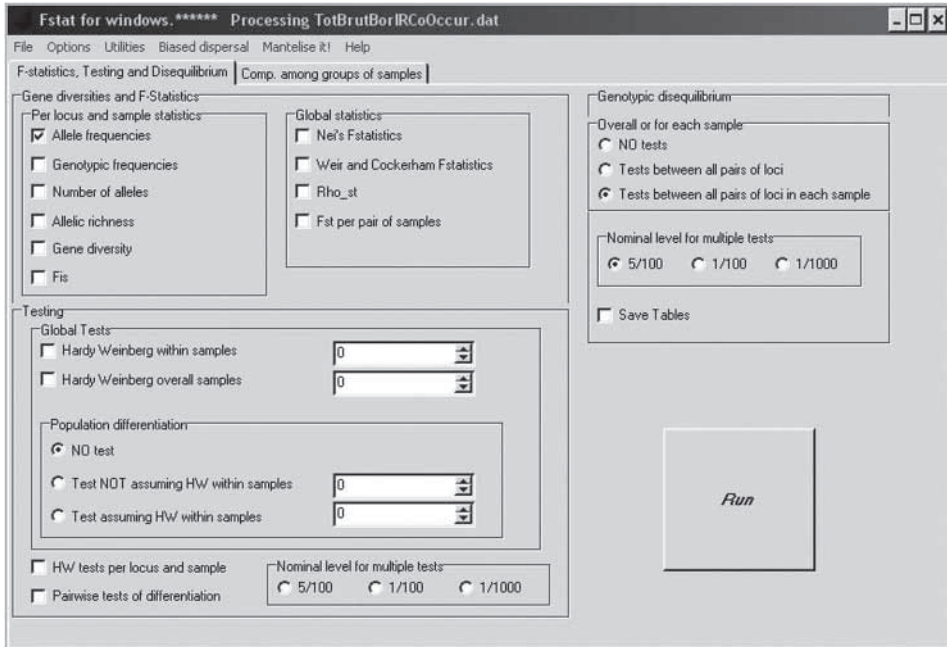 Fstat for windows.****** Processing TotBrutBorIRCoOccur.dat
File Options Utilities Biased dispersal Mantelise it! Help
F-statistics, Testing and Disequilibrium Comp. among groups of samples
Gene diversities and F-Statistics
Per locus and sample statistics
Allele frequencies
Genotypic frequencies
Number of alleles
Allelic richness
Gene diversity
Fis
Global statistics
Nei's Fstatistics
Weir and Cockerham Fstatistics
Rho_st
Fst per pair of samples
Testing
Global Tests
Hardy Weinberg within samples 0
Hardy Weinberg overall samples 0
Population differentiation
NO test
Test NOT assuming HW within samples 0
Test assuming HW within samples 0
HW tests per locus and sample
Pairwise tests of differentiation
Nominal level for multiple tests
5/100 1/100 1/1000
Genotypic disequilibrium
Overall or for each sample
NO tests
Tests between all pairs of loci
Tests between all pairs of loci in each sample
Nominal level for multiple tests
5/100 1/100 1/1000
Save Tables
Run